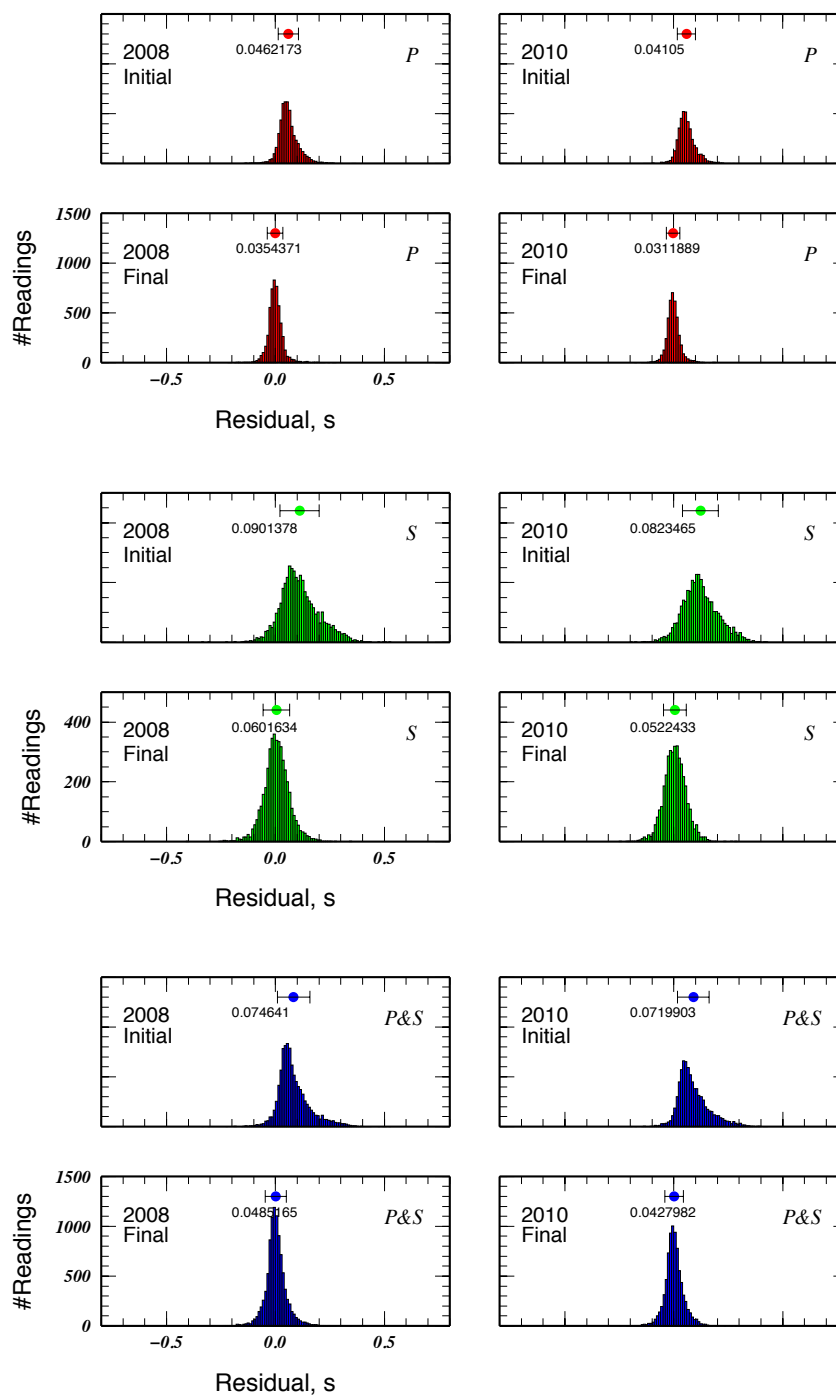 2008
Initial
0.0462173
P
2010
Initial
0.04105
P
#Readings
1500
1000
500
0
2008
Final
0.0354371
P
2010
Final
0.0311889
P
−0.5
0.0
0.5
Residual, s
2008
Initial
0.0901378
S
2010
Initial
0.0823465
S
#Readings
400
200
0
2008
Final
0.0601634
S
2010
Final
0.0522433
S
−0.5
0.0
0.5
Residual, s
2008
Initial
0.074641
P&S
2010
Initial
0.0719903
P&S
#Readings
1500
1000
500
0
2008
Final
0.0485165
P&S
2010
Final
0.0427982
P&S
−0.5
0.0
0.5
Residual, s